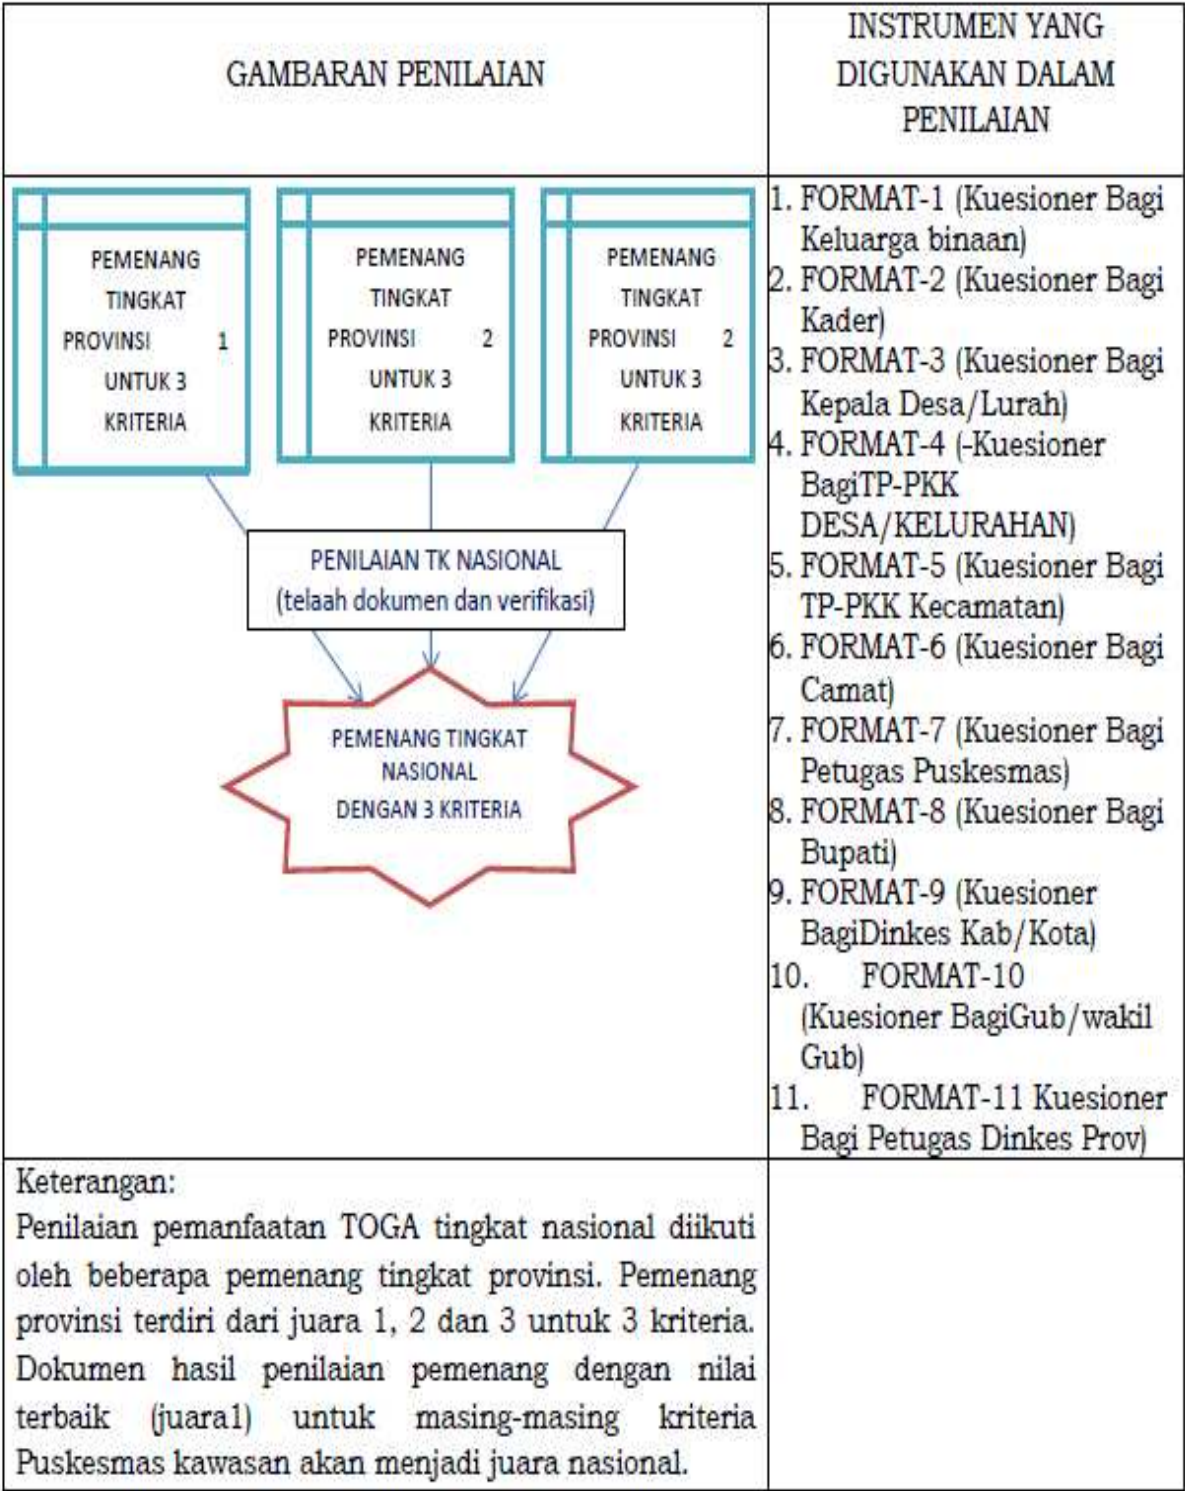 GAMBARAN PENILAIAN
INSTRUMEN YANG
DIGUNAKAN DALAM
PENILAIAN
PEMENANG
TINGKAT
PROVINSI 1
UNTUK 3
KRITERIA
PEMENANG
TINGKAT
PROVINSI 2
UNTUK 3
KRITERIA
PEMENANG
TINGKAT
PROVINSI 2
UNTUK 3
KRITERIA
PENILAIAN TK NASIONAL
(telaah dokumen dan verifikasi)
PEMENANG TINGKAT
NASIONAL
DENGAN 3 KRITERIA
1. FORMAT-1 (Kuesioner Bagi
Keluarga binaan)
2. FORMAT-2 (Kuesioner Bagi
Kader)
3. FORMAT-3 (Kuesioner Bagi
Kepala Desa/Lurah)
4. FORMAT-4 (-Kuesioner
BagiTP-PKK
DESA/KELURAHAN)
5. FORMAT-5 (Kuesioner Bagi
TP-PKK Kecamatan)
6. FORMAT-6 (Kuesioner Bagi
Camat)
7. FORMAT-7 (Kuesioner Bagi
Petugas Puskesmas)
8. FORMAT-8 (Kuesioner Bagi
Bupati)
9. FORMAT-9 (Kuesioner
BagiDinkes Kab/Kota)
10. FORMAT-10
(Kuesioner BagiGub/wakil
Gub)
11. FORMAT-11 Kuesioner
Bagi Petugas Dinkes Prov)
Keterangan:
Penilaian pemanfaatan TOGA tingkat nasional diikuti
oleh beberapa pemenang tingkat provinsi. Pemenang
provinsi terdiri dari juara 1, 2 dan 3 untuk 3 kriteria.
Dokumen hasil penilaian pemenang dengan nilai
terbaik (juara1) untuk masing-masing kriteria
Puskesmas kawasan akan menjadi juara nasional.